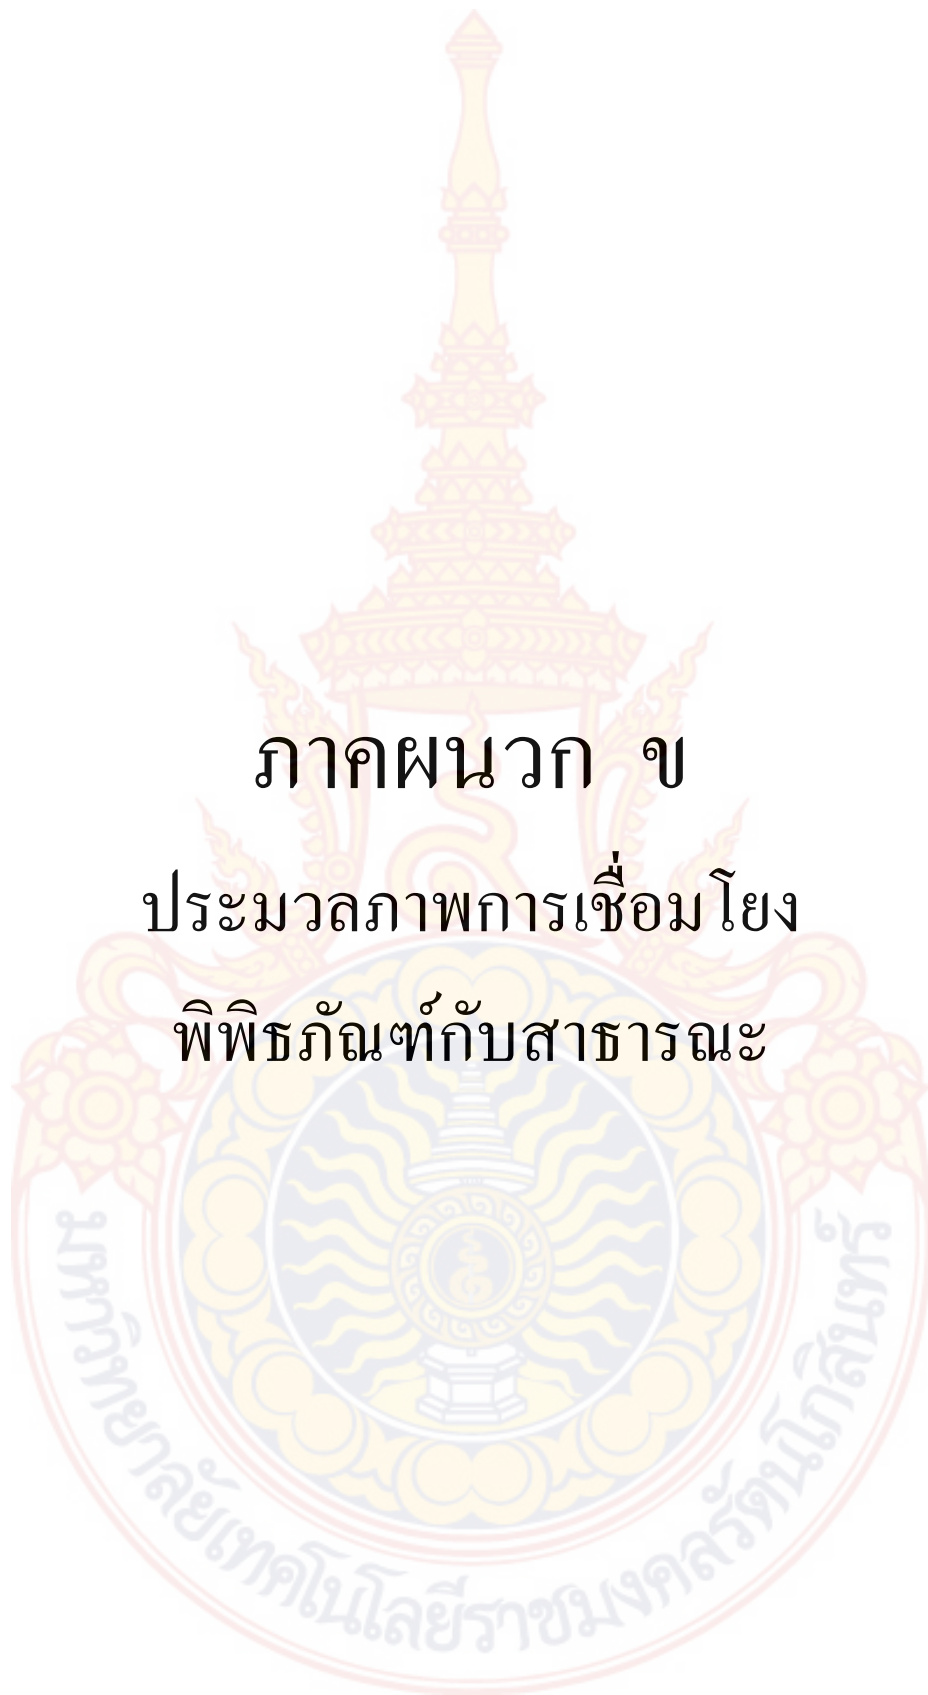 ภาคผนวก ข
ประมวลภาพการเชื่อมโยง
พิพิธภัณฑ์กับสาธารณะ
มหาวิทยาลัยเทคโนโลยีราชมงคลรัตนโกสินทร์